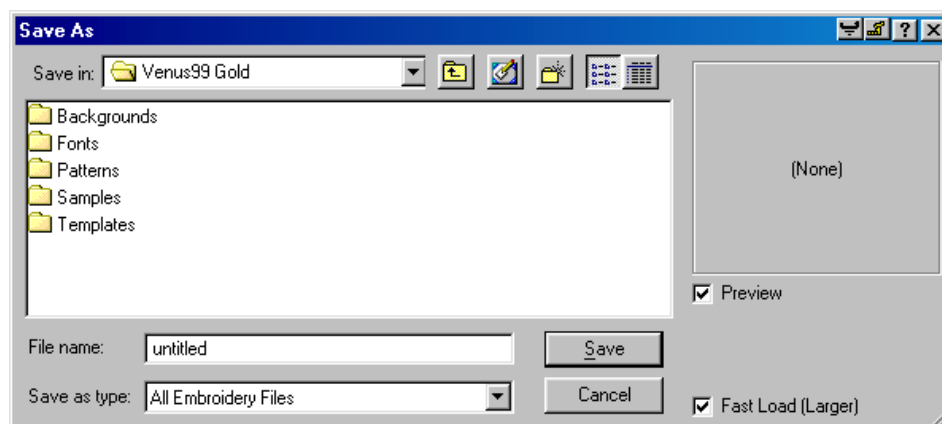 Save As
Save in: Venus99 Gold
Backgrounds
Fonts
Patterns
Samples
Templates
(None)
Preview
File name: untitled
Save
Save as type: All Embroidery Files
Cancel
Fast Load (Larger)